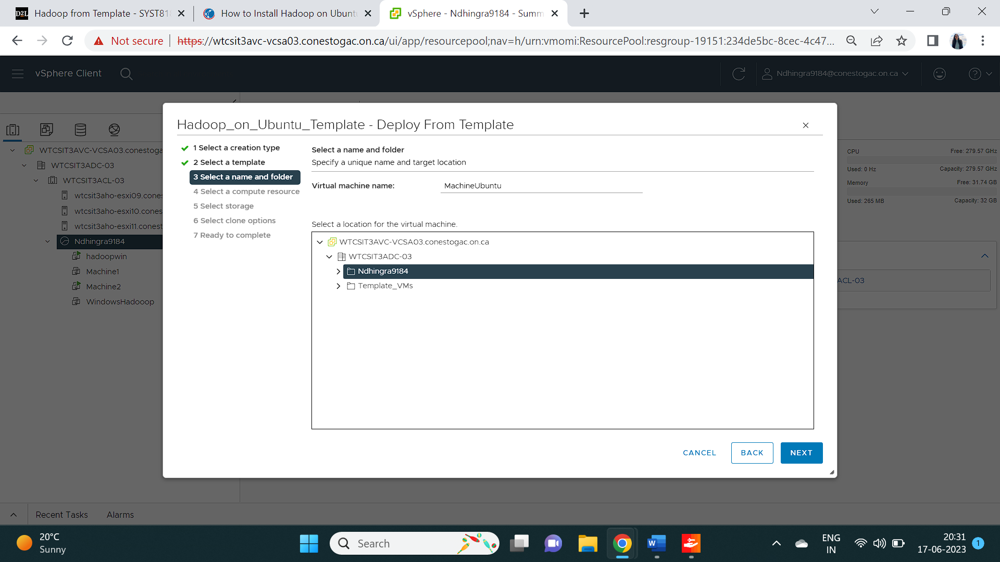 Hadoop from Template - SYST818
How to Install Hadoop on Ubuntu
vSphere - Ndhingra9184 - Summ
Not secure
https://wtcsit3avc-vcsa03.conestogac.on.ca/ui/app/resourcepool;nav=h/urn:vmomi:ResourcePool:resgroup-19151:234de5bc-8cec-4c47...
vSphere Client
Ndhingra9184@conestogac.on.ca
Hadoop_on_Ubuntu_Template - Deploy From Template
1 Select a creation type
2 Select a template
3 Select a name and folder
4 Select a compute resource
5 Select storage
6 Select clone options
7 Ready to complete
Select a name and folder
Specify a unique name and target location
Virtual machine name:
MachineUbuntu
Select a location for the virtual machine.
WTCSIT3AVC-VCSA03.conestogac.on.ca
WTCSIT3ADC-03
Ndhingra9184
Template_VMs
CANCEL
BACK
NEXT
WTCSIT3AVC-VCSA03.conestoga
WTCSIT3ADC-03
WTCSIT3ACL-03
wtcsit3aho-esxi09.cones
wtcsit3aho-esxi10.cones
wtcsit3aho-esxi11.conest
Ndhingra9184
hadoopwin
Machine1
Machine2
WindowsHadooop
CPU
Free: 279.57 GHz
Used: 0 Hz
Capacity: 279.57 GHz
Memory
Free: 31.74 GB
Used: 265 MB
Capacity: 32 GB
ACL-03
Recent Tasks
Alarms
20°C
Sunny
Search
ENG
IN
20:31
17-06-2023
1